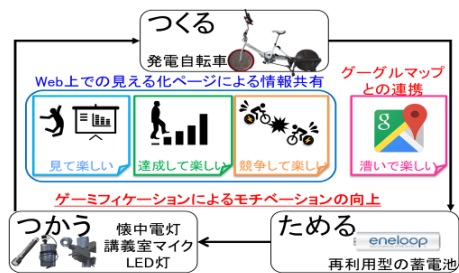 つくる
発電自転車
Web上での見える化ページによる情報共有
グーグルマップ
との連携
見て楽しい
達成して楽しい
競争して楽しい
g
漕いで楽しい
ゲーミフィケーションによるモチベーションの向上
つかう
懐中電灯
講義室マイク
LED灯
ためる
eneloop
再利用型の蓄電池